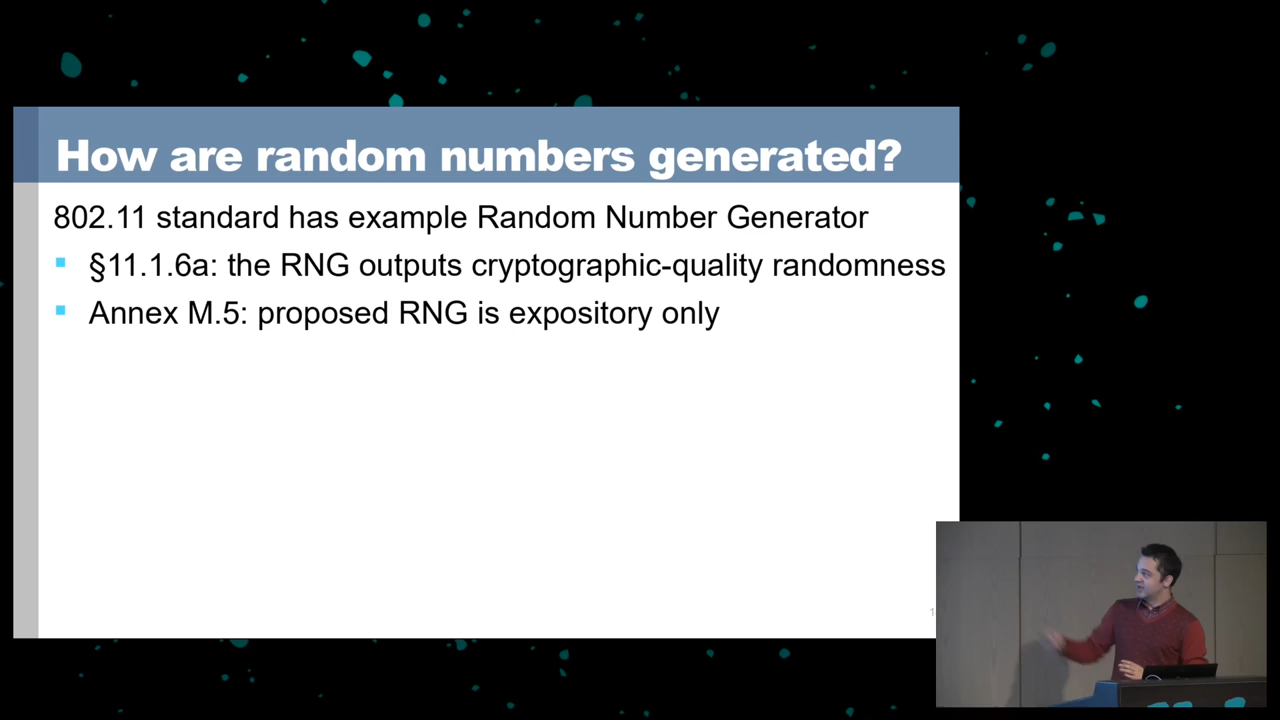 How are random numbers generated?
802.11 standard has example Random Number Generator
§11.1.6a: the RNG outputs cryptographic-quality randomness
Annex M.5: proposed RNG is expository only